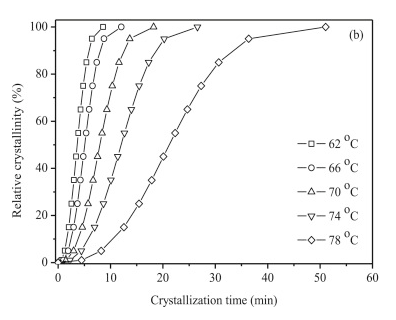 (b)
Relative crystallinity (%)
100
80
60
40
20
0
62 °C
66 °C
70 °C
74 °C
78 °C
0 10 20 30 40 50 60
Crystallization time (min)